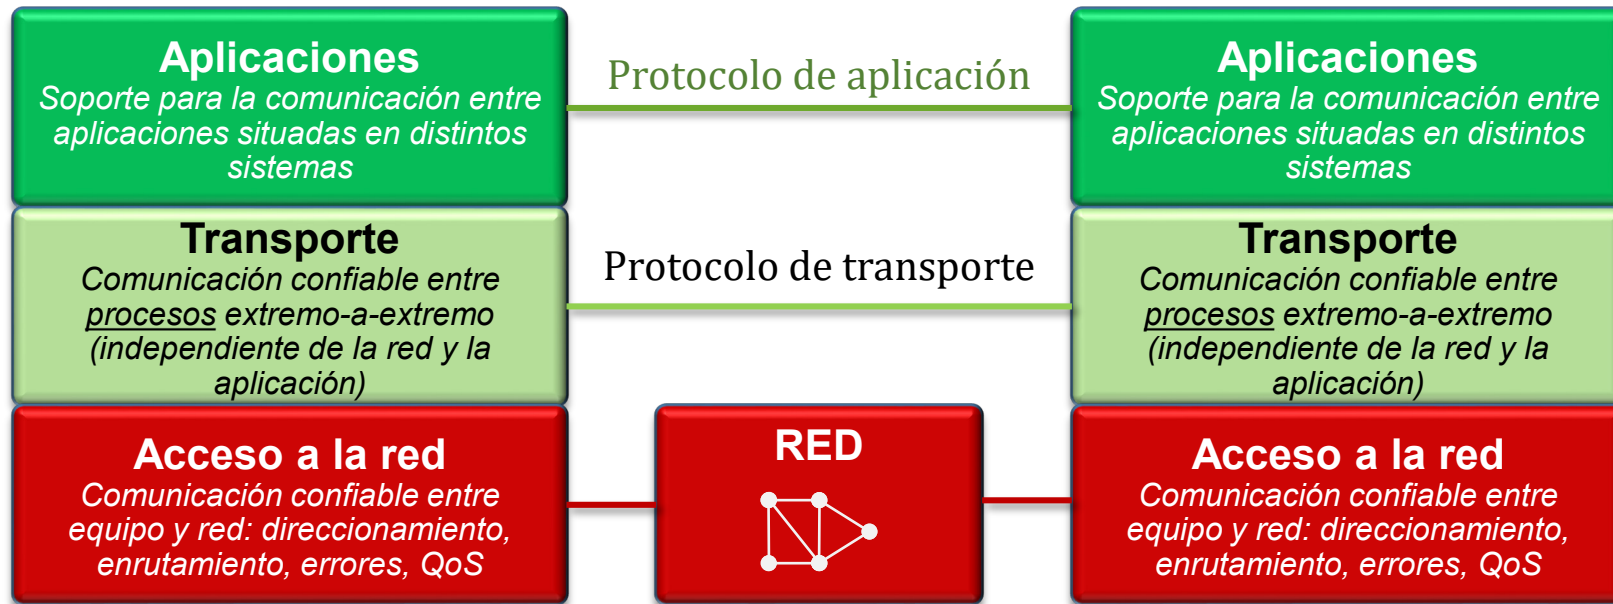 Aplicaciones
Soporte para la comunicación entre
aplicaciones situadas en distintos
sistemas
Protocolo de aplicación
Aplicaciones
Soporte para la comunicación entre
aplicaciones situadas en distintos
sistemas
Transporte
Comunicación confiable entre
procesos extremo-a-extremo
(independiente de la red y la
aplicación)
Protocolo de transporte
Transporte
Comunicación confiable entre
procesos extremo-a-extremo
(independiente de la red y la
aplicación)
Acceso a la red
Comunicación confiable entre
equipo y red: direccionamiento,
enrutamiento, errores, QoS
RED
Acceso a la red
Comunicación confiable entre
equipo y red: direccionamiento,
enrutamiento, errores, QoS